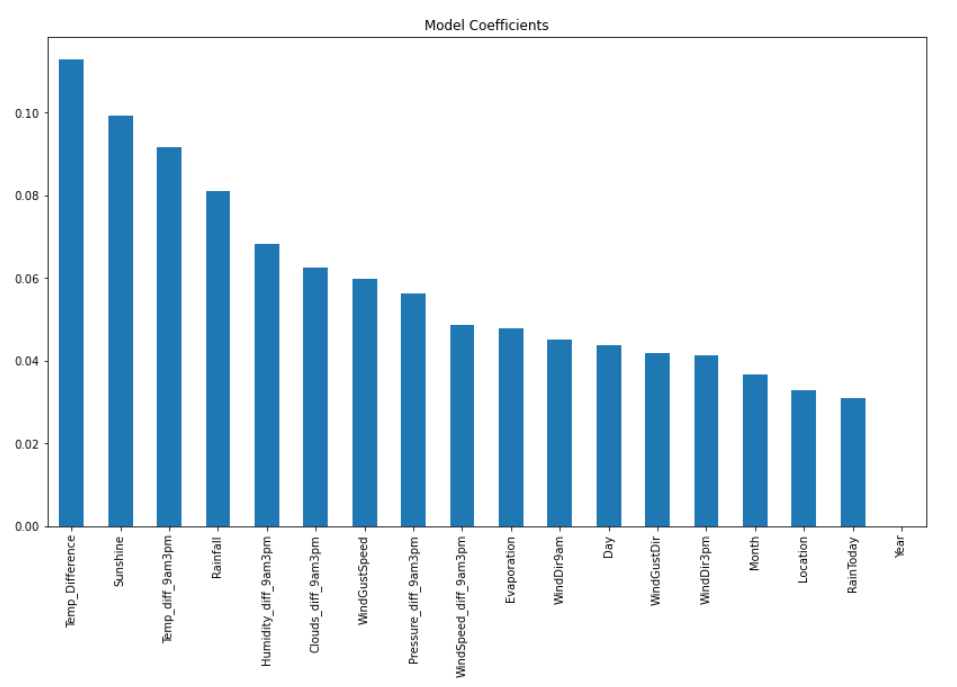 Model Coefficients
0.10
0.08
0.06
0.04
0.02
0.00
Temp_Difference
Sunshine
Temp_diff_9am3pm
Rainfall
Humidity_diff_9am3pm
Clouds_diff_9am3pm
WindGustSpeed
Pressure_diff_9am3pm
WindSpeed_diff_9am3pm
Evaporation
WindDir9am
Day
WindGustDir
WindDir3pm
Month
Location
RainToday
Year